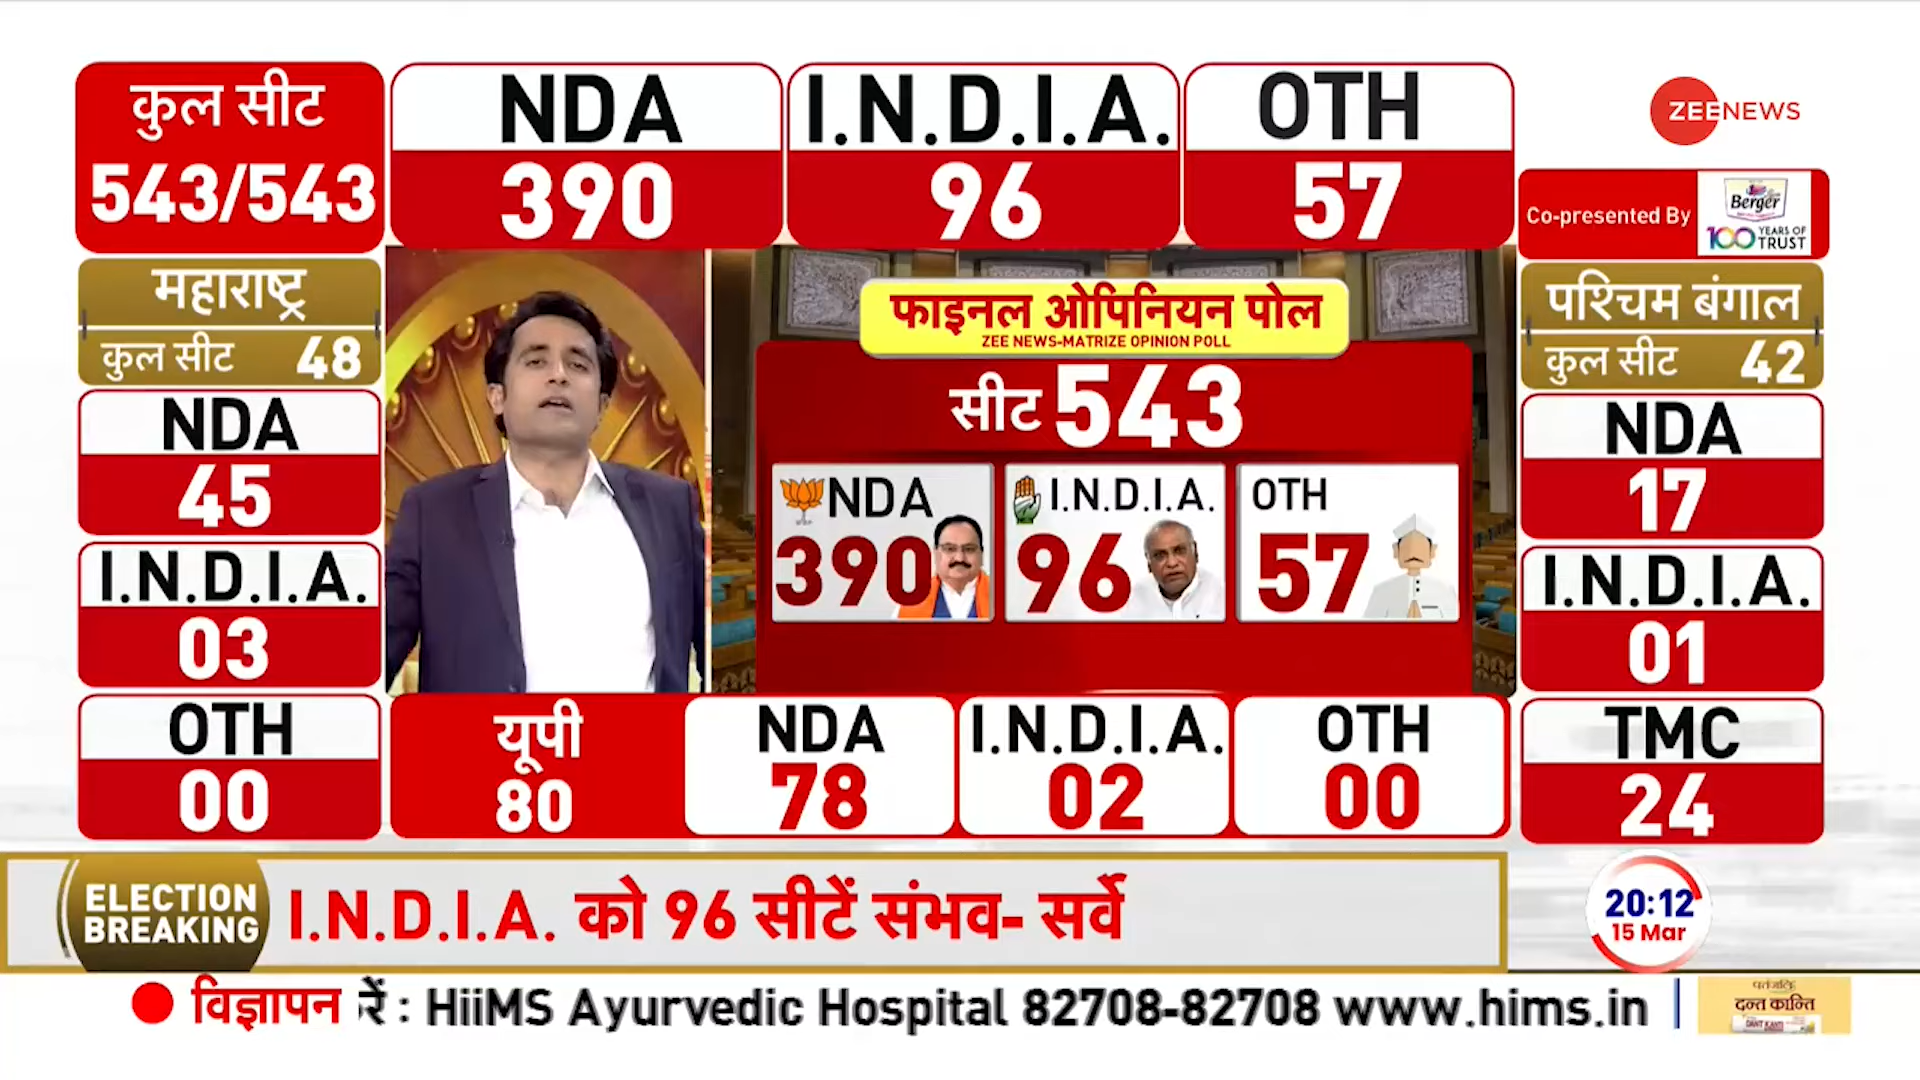 कुल सीट
543/543
NDA
390
I.N.D.I.A.
96
OTH
57
ZEENEWS
Co-presented By
Berger
100 YEARS OF
TRUST
महाराष्ट्र
कुल सीट 48
NDA
45
I.N.D.I.A.
03
OTH
00
फाइनल ओपिनियन पोल
ZEE NEWS-MATRIZE OPINION POLL
सीट 543
NDA
390
I.N.D.I.A.
96
OTH
57
पश्चिम बंगाल
कुल सीट 42
NDA
17
I.N.D.I.A.
01
TMC
24
यूपी
80
NDA
78
I.N.D.I.A.
02
OTH
00
ELECTION
BREAKING
I.N.D.I.A. को 96 सीटें संभव- सर्वे
20:12
15 Mar
विज्ञापन रें : HiiMS Ayurvedic Hospital 82708-82708 www.hims.in
पतंजलि
दन्त कान्ति
DANT KANTI